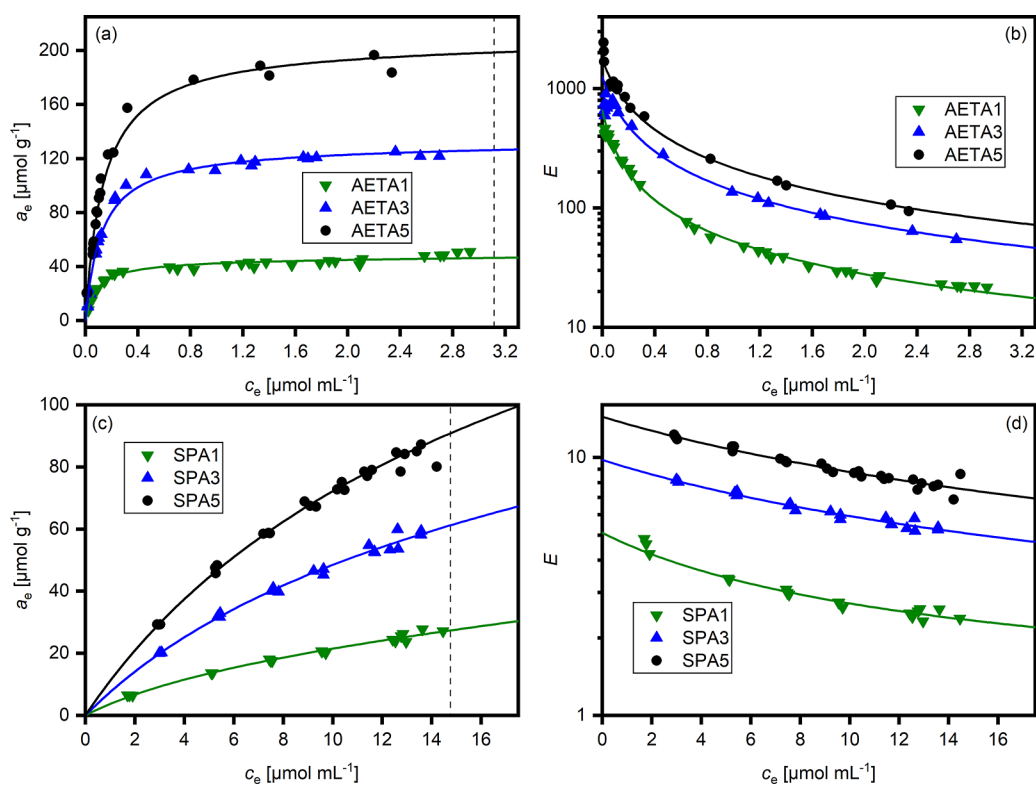 (a)
200
160
120
80
40
0
a_e [µmol g⁻¹]
AETA1
AETA3
AETA5
0.0 0.4 0.8 1.2 1.6 2.0 2.4 2.8 3.2
c_e [µmol mL⁻¹]
(b)
1000
100
10
E
AETA1
AETA3
AETA5
0.0 0.4 0.8 1.2 1.6 2.0 2.4 2.8 3.2
c_e [µmol mL⁻¹]
(c)
100
80
60
40
20
0
a_e [µmol g⁻¹]
SPA1
SPA3
SPA5
0 2 4 6 8 10 12 14 16
c_e [µmol mL⁻¹]
(d)
10
1
E
SPA1
SPA3
SPA5
0 2 4 6 8 10 12 14 16
c_e [µmol mL⁻¹]